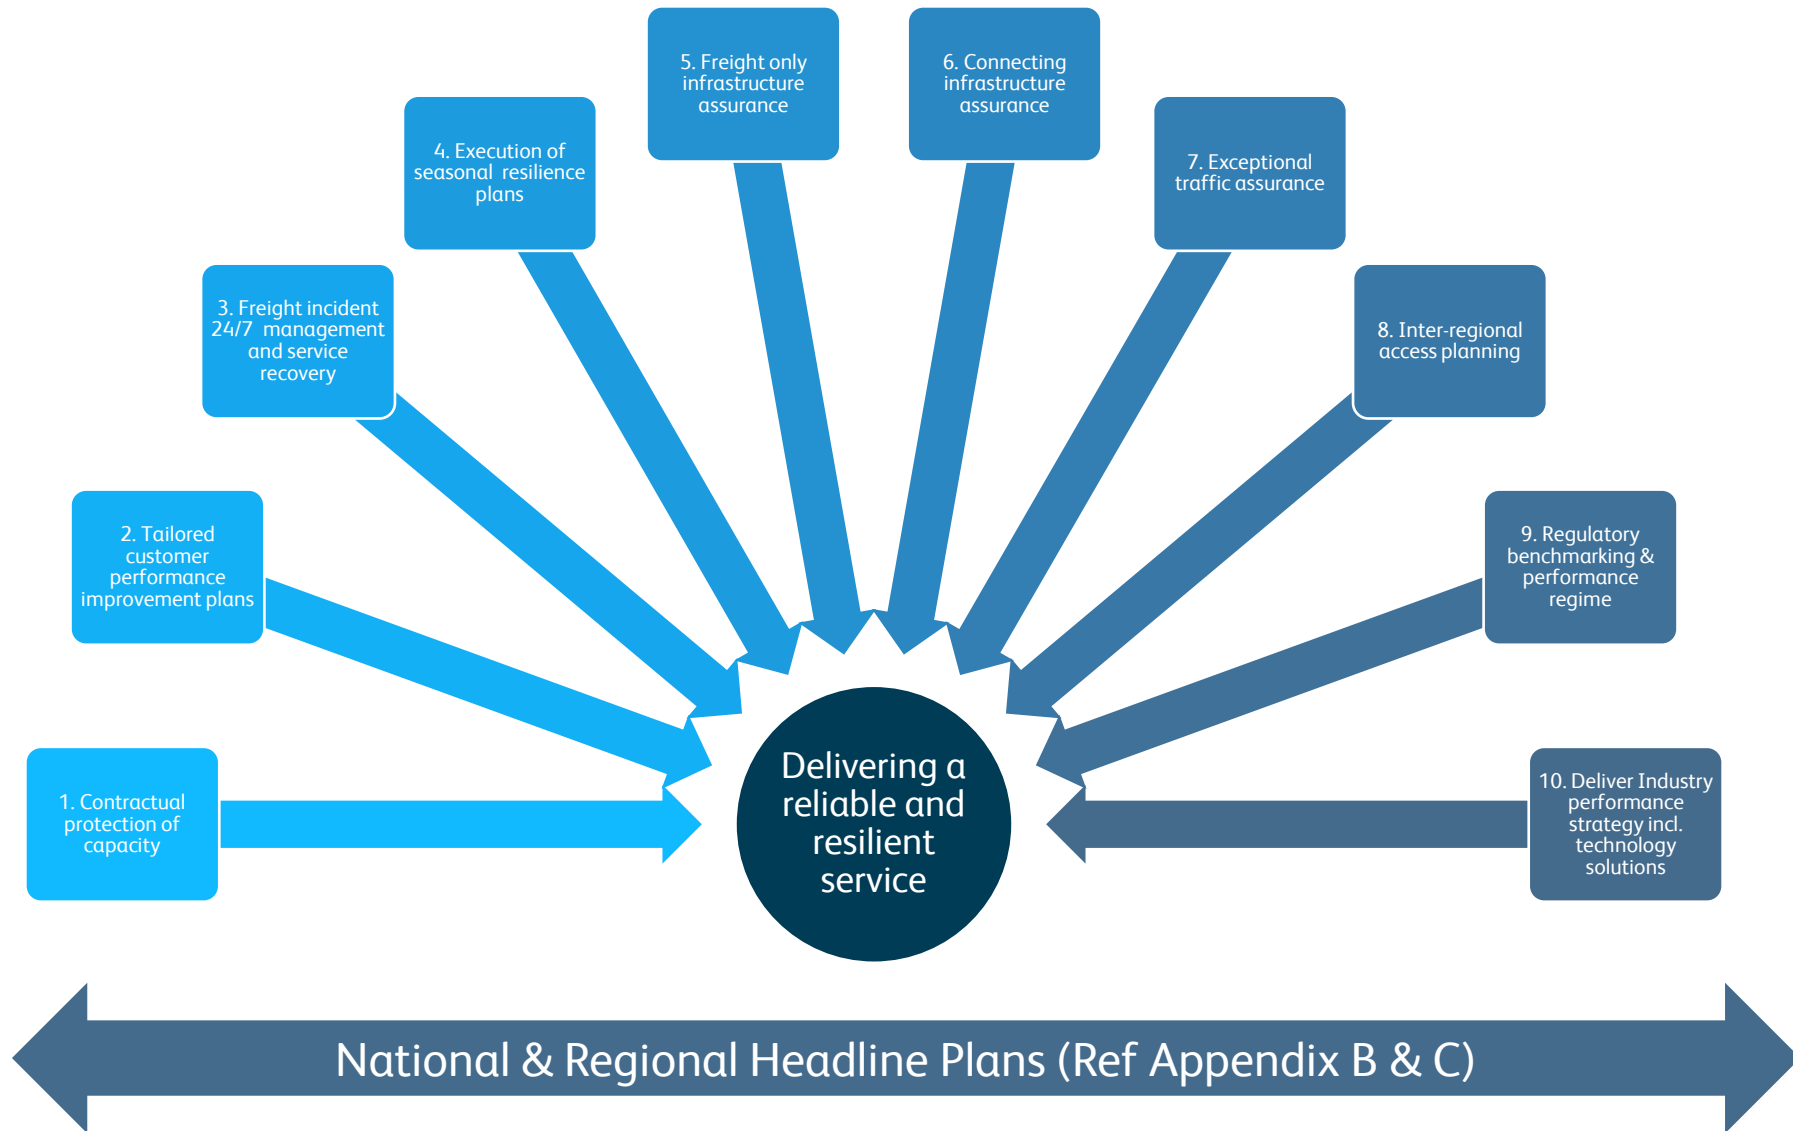 5. Freight only
infrastructure
assurance
6. Connecting
infrastructure
assurance
4. Execution of
seasonal resilience
plans
7. Exceptional
traffic assurance
3. Freight incident
24/7 management
and service
recovery
8. Inter-regional
access planning
2. Tailored
customer
performance
improvement plans
9. Regulatory
benchmarking &
performance
regime
1. Contractual
protection of
capacity
Delivering a
reliable and
resilient
service
10. Deliver Industry
performance
strategy incl.
technology
solutions
National & Regional Headline Plans (Ref Appendix B & C)